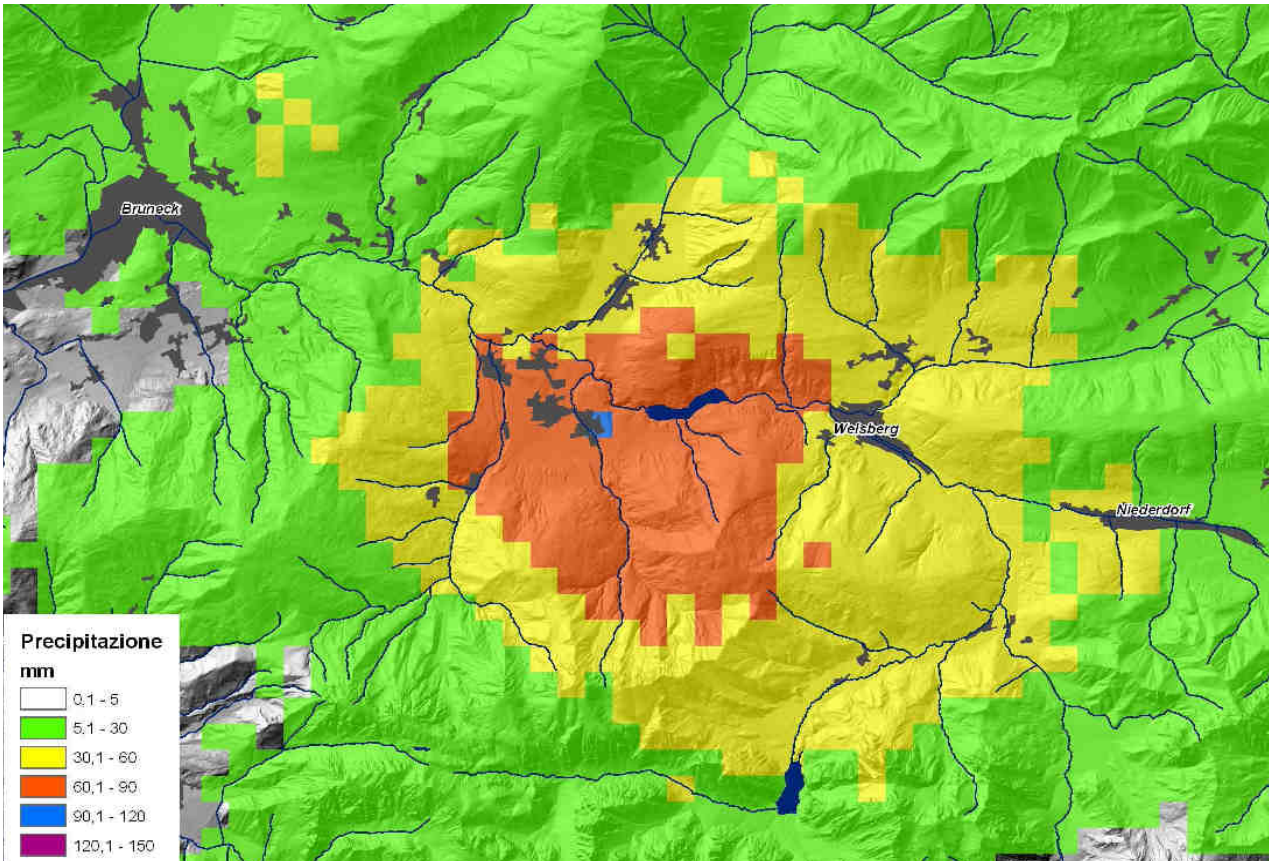 Bruneck
Welsberg
Niederdorf
Precipitazione
mm
0,1 - 5
5,1 - 30
30,1 - 60
60,1 - 90
90,1 - 120
120,1 - 150